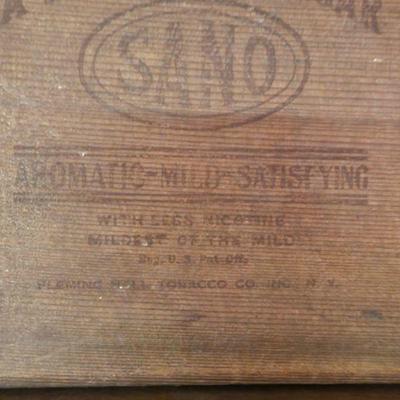 SANO
AROMATIC-MILD-SATISFYING
WITH LESS NICOTINE
MILDEST OF THE MILD
Reg. U.S. Pat. Off.
FLEMING HALL TOBACCO CO. INC. N. Y.